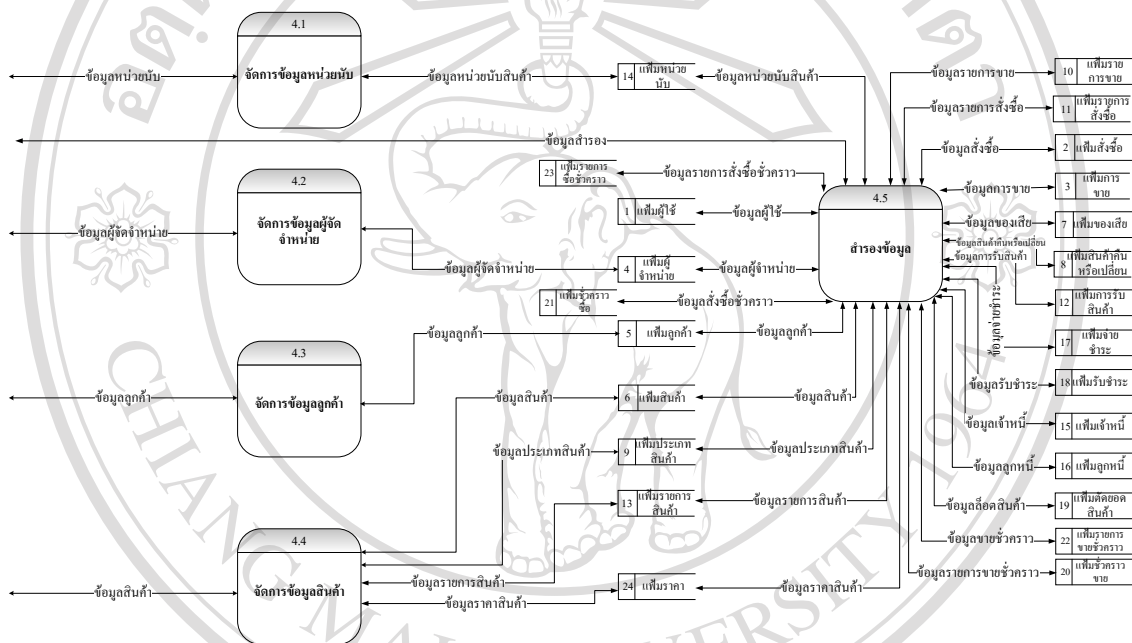 4.1
จัดการข้อมูลหน่วยนับ
ข้อมูลหน่วยนับ
ข้อมูลหน่วยนับสินค้า
14
แฟ้มหน่วย
นับ
ข้อมูลหน่วยนับสินค้า
ข้อมูลรายการขาย
10
แฟ้มราย
การขาย
ข้อมูลรายการสั่งซื้อ
11
แฟ้มรายการ
สั่งซื้อ
ข้อมูลสำรอง
ข้อมูลสั่งซื้อ
2
แฟ้มสั่งซื้อ
23
แฟ้มรายการ
ซื้อชั่วคราว
ข้อมูลรายการสั่งซื้อชั่วคราว
ข้อมูลการขาย
3
แฟ้มการ
ขาย
4.2
จัดการข้อมูลผู้จัด
จำหน่าย
ข้อมูลผู้จัดจำหน่าย
ข้อมูลผู้จัดจำหน่าย
1
แฟ้มผู้ใช้
ข้อมูลผู้ใช้
4.5
สำรองข้อมูล
ข้อมูลของเสีย
7
แฟ้มของเสีย
ข้อมูลสินค้าคืนหรือเปลี่ยน
8
แฟ้มสินค้าคืน
หรือเปลี่ยน
ข้อมูลการรับสินค้า
12
แฟ้มการรับ
สินค้า
4
แฟ้มผู้
จำหน่าย
ข้อมูลผู้จำหน่าย
21
แฟ้มชั่วคราว
ซื้อ
ข้อมูลสั่งซื้อชั่วคราว
ข้อมูลจ่ายชำระ
17
แฟ้มจ่าย
ชำระ
5
แฟ้มลูกค้า
ข้อมูลลูกค้า
ข้อมูลลูกค้า
4.3
จัดการข้อมูลลูกค้า
ข้อมูลลูกค้า
ข้อมูลรับชำระ
18
แฟ้มรับชำระ
ข้อมูลสินค้า
6
แฟ้มสินค้า
ข้อมูลสินค้า
ข้อมูลเจ้าหนี้
15
แฟ้มเจ้าหนี้
ข้อมูลประเภทสินค้า
9
แฟ้มประเภท
สินค้า
ข้อมูลประเภทสินค้า
ข้อมูลลูกหนี้
16
แฟ้มลูกหนี้
13
แฟ้มรายการ
สินค้า
ข้อมูลรายการสินค้า
ข้อมูลล็อตสินค้า
19
แฟ้มตัดยอด
สินค้า
4.4
จัดการข้อมูลสินค้า
ข้อมูลสินค้า
ข้อมูลรายการสินค้า
ข้อมูลราคาสินค้า
24
แฟ้มราคา
ข้อมูลราคาสินค้า
ข้อมูลขายชั่วคราว
22
แฟ้มรายการ
ขายชั่วคราว
ข้อมูลรายการขายชั่วคราว
20
แฟ้มชั่วคราว
ขาย
CHIANG MAI UNIVERSITY 1964